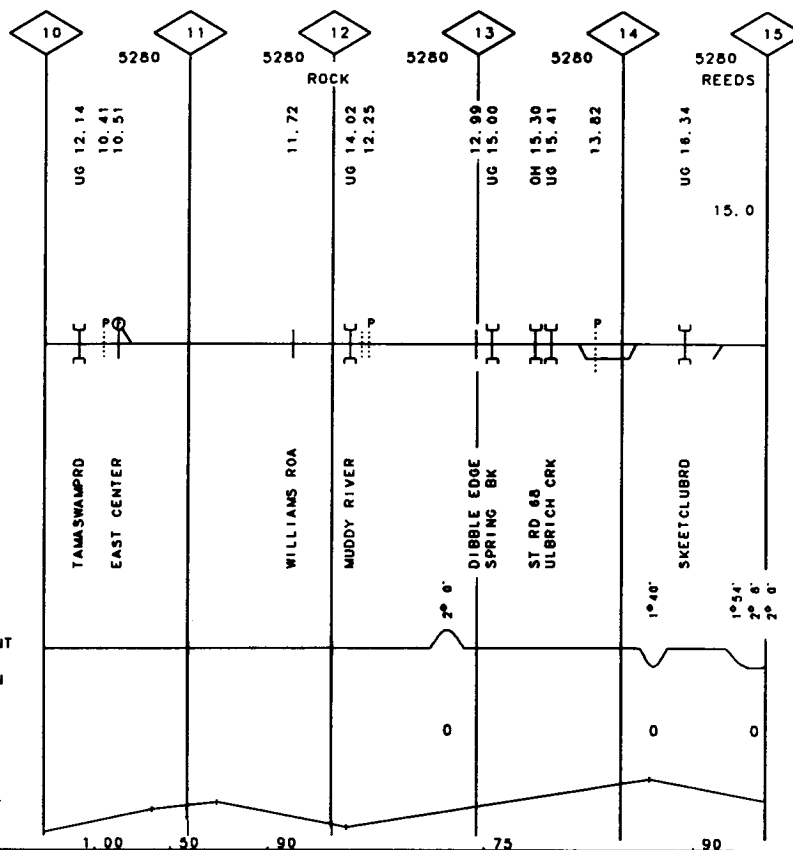 10 11 12 13 14 15
5280 5280 5280 5280 5280
ROCK REEDS
UG 12.14
10.41
10.51
11.72
UG 14.02
12.25
12.99
UG 15.00
OH 15.30
UG 15.41
13.82
UG 16.34
15.0
P P P P
TAMASWAMPRD
EAST CENTER
WILLIAMS ROA
MUDDY RIVER
DIBBLE EDGE
SPRING BK
ST RD 68
ULBRICH CRK
SKEETCLUBRD
2° 0'
1°40'
1°54'
2° 6'
2° 0'
NT
0 0 0
1.00 .50 .90 .75 .90